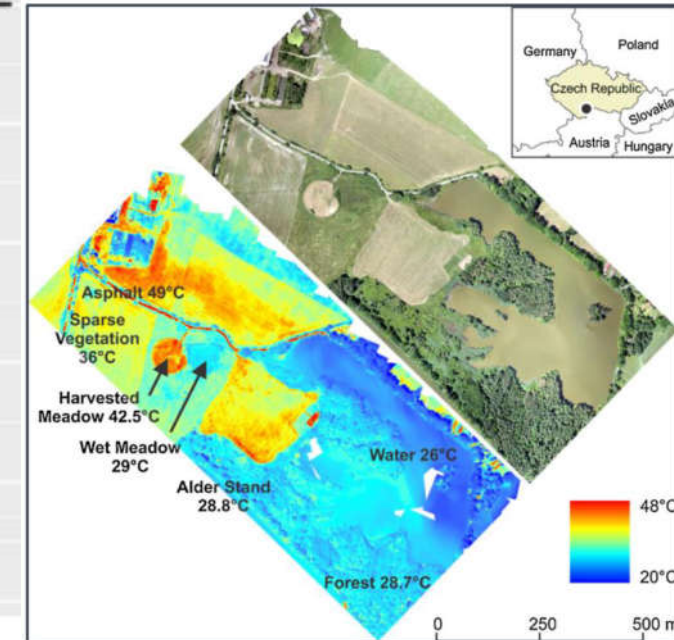 Germany
Poland
Czech Republic
Slovakia
Austria
Hungary
Asphalt 49°C
Sparse
Vegetation
36°C
Harvested
Meadow 42.5°C
Wet Meadow
29°C
Alder Stand
28.8°C
Water 26°C
Forest 28.7°C
48°C
20°C
0
250
500 m